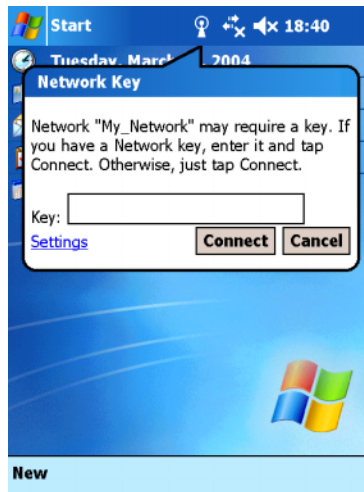 Start 18:40
Tuesday, March 2004
Network Key
Network "My_Network" may require a key. If
you have a Network key, enter it and tap
Connect. Otherwise, just tap Connect.
Key:
Settings Connect Cancel
New